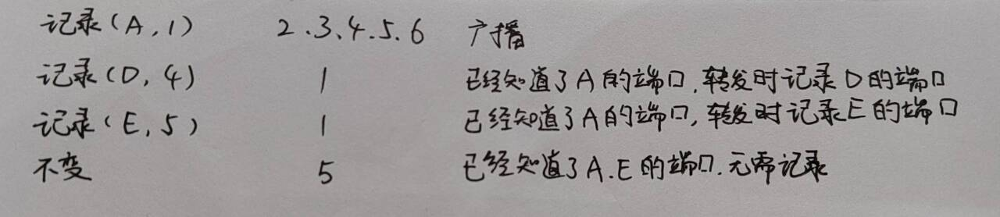 记录(A,1) 2.3.4.5.6 广播
记录(D,4) 1 已经知道了A的端口,转发时记录D的端口
记录(E,5) 1 已经知道了A的端口,转发时记录E的端口
不变 5 已经知道了A.E的端口.无需记录